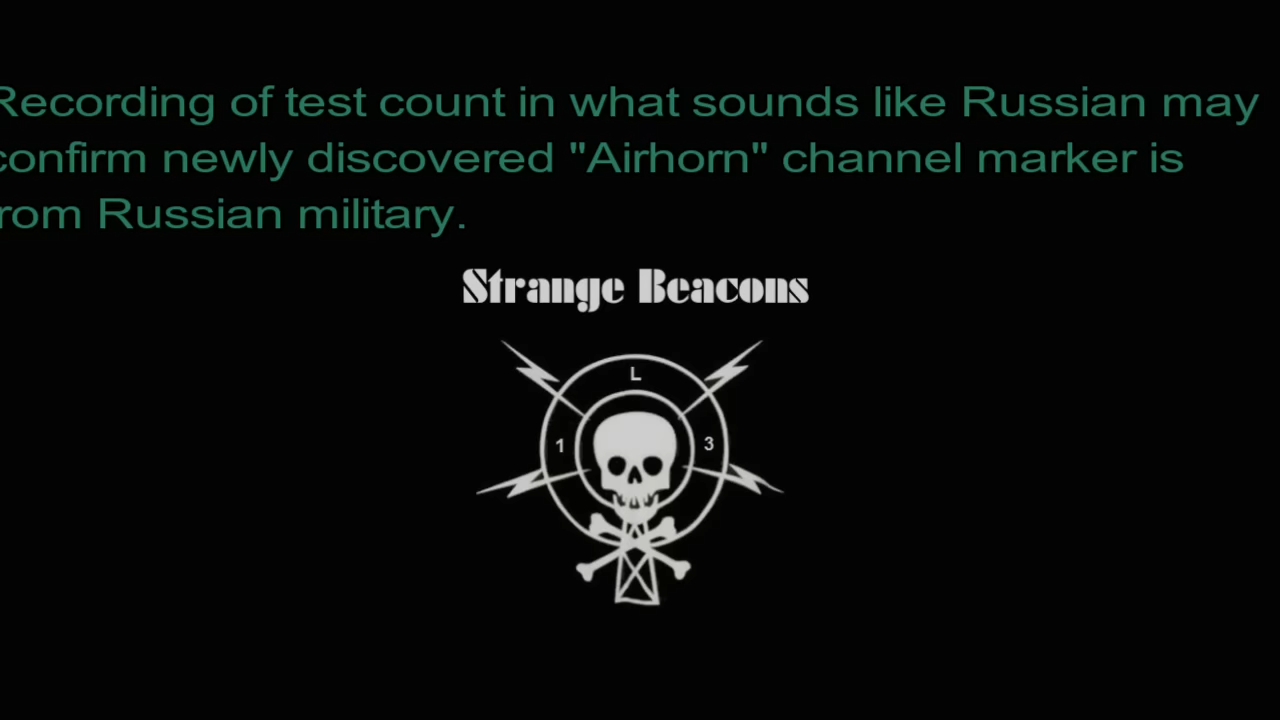 Recording of test count in what sounds like Russian may
confirm newly discovered "Airhorn" channel marker is
from Russian military.
Strange Beacons
L
1 3